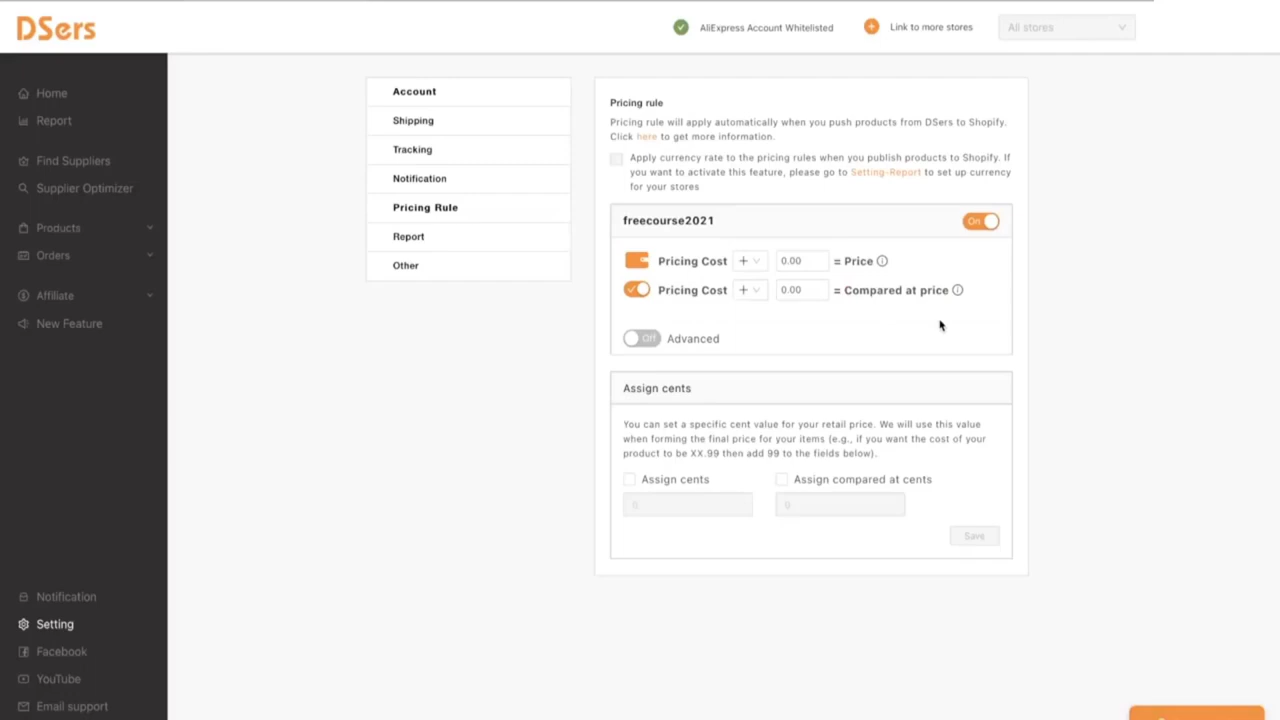 DSers
AliExpress Account Whitelisted
Link to more stores
All stores
Home
Report
Find Suppliers
Supplier Optimizer
Products
Orders
Affiliate
New Feature
Notification
Setting
Facebook
YouTube
Email support
Account
Shipping
Tracking
Notification
Pricing Rule
Report
Other
Pricing rule
Pricing rule will apply automatically when you push products from DSers to Shopify.
Click here to get more information.
Apply currency rate to the pricing rules when you publish products to Shopify. If
you want to activate this feature, please go to Setting-Report to set up currency
for your stores
freecourse2021
On
Pricing Cost + 0.00 = Price
Pricing Cost + 0.00 = Compared at price
Off Advanced
Assign cents
You can set a specific cent value for your retail price. We will use this value
when forming the final price for your items (e.g., if you want the cost of your
product to be XX.99 then add 99 to the fields below).
Assign cents
Assign compared at cents
0
0
Save